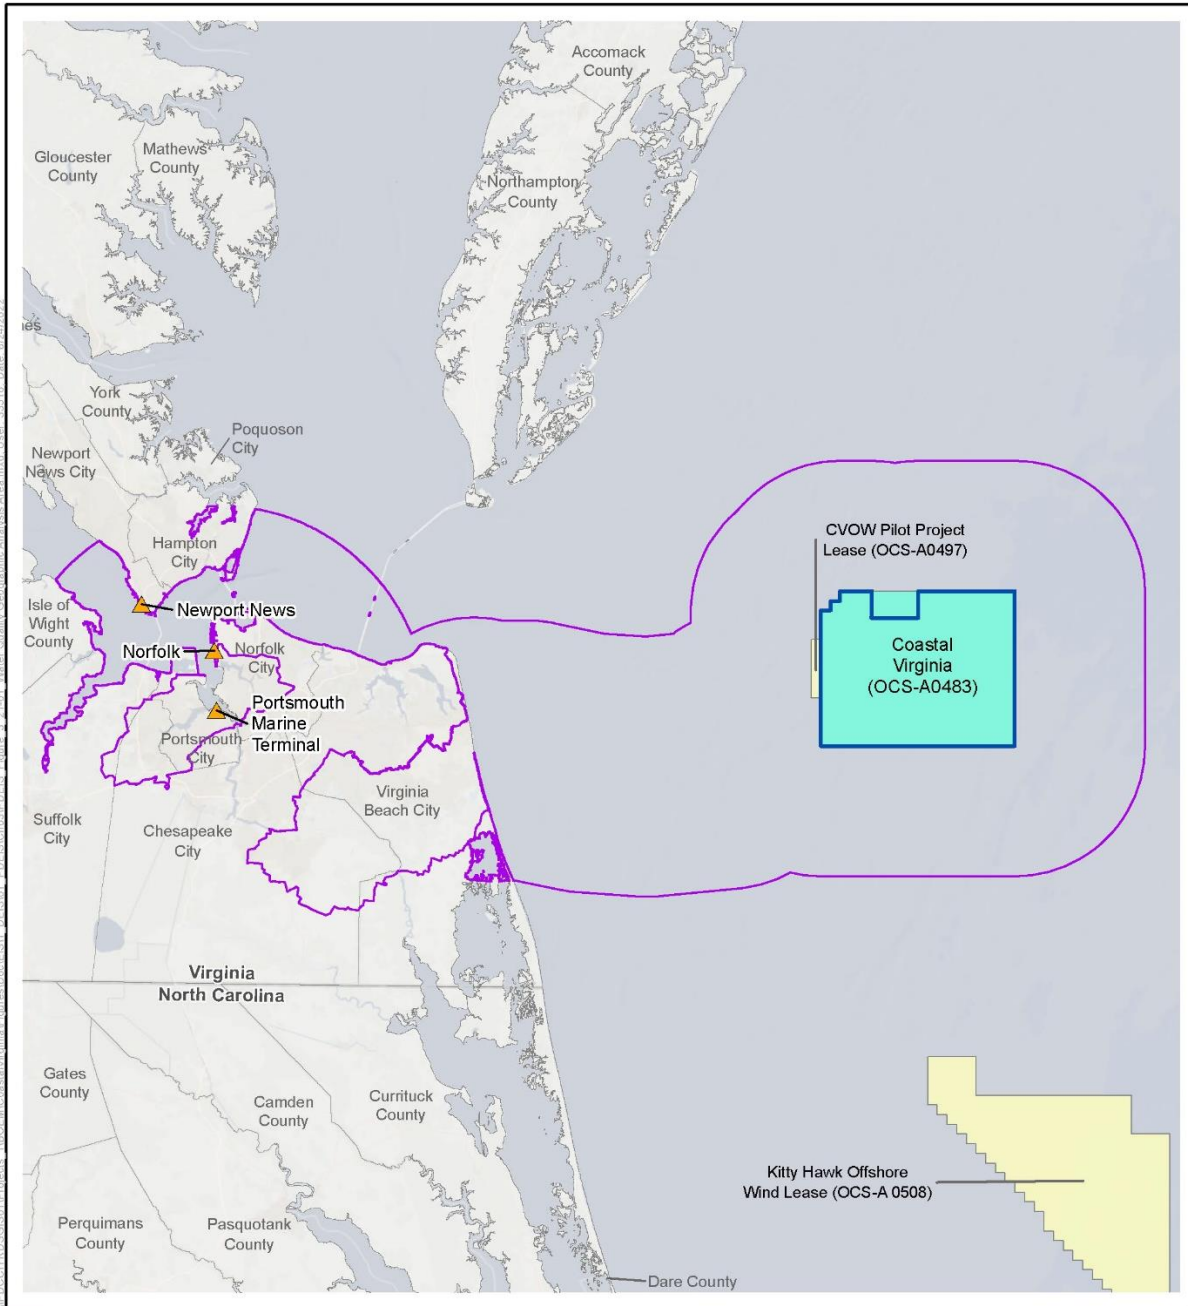 Accomack
County
Mathews
County
Gloucester
County
Northampton
County
York
County
Poquoson
City
Newport
News City
Hampton
City
CVOW Pilot Project
Lease (OCS-A0497)
Isle of
Wight
County
Newport News
Norfolk
Norfolk
City
Coastal
Virginia
(OCS-A0483)
Portsmouth
Marine
Terminal
Portsmouth
City
Virginia
Beach City
Suffolk
City
Chesapeake
City
Virginia
North Carolina
Gates
County
Camden
County
Currituck
County
Kitty Hawk Offshore
Wind Lease (OCS-A 0508)
Perquimans
County
Pasquotank
County
Dare County